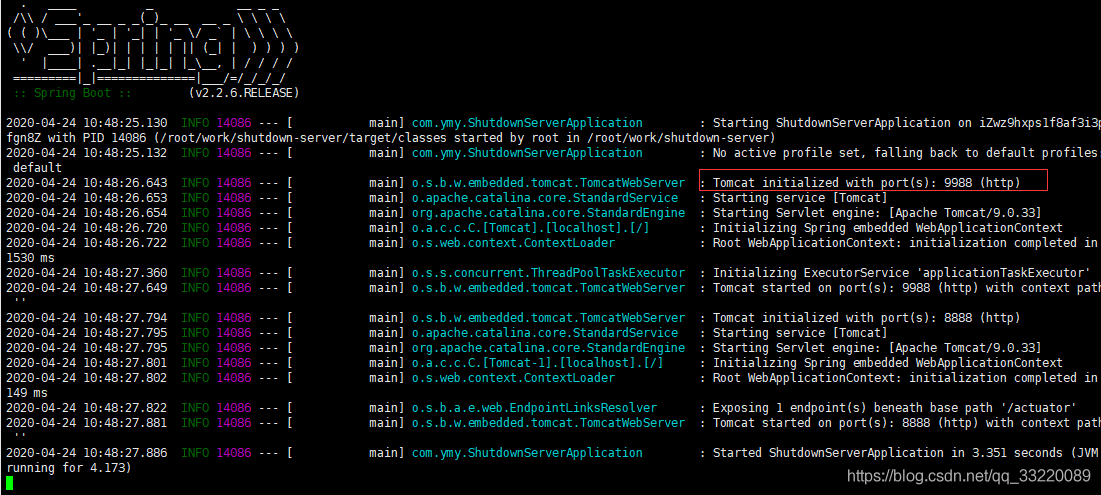 :: Spring Boot ::        (v2.2.6.RELEASE)
2020-04-24 10:48:25.130  INFO 14086 --- [           main] com.ymy.ShutdownServerApplication        : Starting ShutdownServerApplication on iZwz9hxps1f8af3i3p
fgn8Z with PID 14086 (/root/work/shutdown-server/target/classes started by root in /root/work/shutdown-server)
2020-04-24 10:48:25.132  INFO 14086 --- [           main] com.ymy.ShutdownServerApplication        : No active profile set, falling back to default profiles:
 default
2020-04-24 10:48:26.643  INFO 14086 --- [           main] o.s.b.w.embedded.tomcat.TomcatWebServer  : Tomcat initialized with port(s): 9988 (http)
2020-04-24 10:48:26.653  INFO 14086 --- [           main] o.apache.catalina.core.StandardService   : Starting service [Tomcat]
2020-04-24 10:48:26.654  INFO 14086 --- [           main] org.apache.catalina.core.StandardEngine  : Starting Servlet engine: [Apache Tomcat/9.0.33]
2020-04-24 10:48:26.720  INFO 14086 --- [           main] o.a.c.c.C.[Tomcat].[localhost].[/]       : Initializing Spring embedded WebApplicationContext
2020-04-24 10:48:26.722  INFO 14086 --- [           main] o.s.web.context.ContextLoader            : Root WebApplicationContext: initialization completed in
1530 ms
2020-04-24 10:48:27.360  INFO 14086 --- [           main] o.s.s.concurrent.ThreadPoolTaskExecutor  : Initializing ExecutorService 'applicationTaskExecutor'
2020-04-24 10:48:27.649  INFO 14086 --- [           main] o.s.b.w.embedded.tomcat.TomcatWebServer  : Tomcat started on port(s): 9988 (http) with context path
 ''
2020-04-24 10:48:27.794  INFO 14086 --- [           main] o.s.b.w.embedded.tomcat.TomcatWebServer  : Tomcat initialized with port(s): 8888 (http)
2020-04-24 10:48:27.795  INFO 14086 --- [           main] o.apache.catalina.core.StandardService   : Starting service [Tomcat]
2020-04-24 10:48:27.795  INFO 14086 --- [           main] org.apache.catalina.core.StandardEngine  : Starting Servlet engine: [Apache Tomcat/9.0.33]
2020-04-24 10:48:27.801  INFO 14086 --- [           main] o.a.c.c.C.[Tomcat-1].[localhost].[/]     : Initializing Spring embedded WebApplicationContext
2020-04-24 10:48:27.802  INFO 14086 --- [           main] o.s.web.context.ContextLoader            : Root WebApplicationContext: initialization completed in
149 ms
2020-04-24 10:48:27.822  INFO 14086 --- [           main] o.s.b.a.e.web.EndpointLinksResolver      : Exposing 1 endpoint(s) beneath base path '/actuator'
2020-04-24 10:48:27.881  INFO 14086 --- [           main] o.s.b.w.embedded.tomcat.TomcatWebServer  : Tomcat started on port(s): 8888 (http) with context path
 ''
2020-04-24 10:48:27.886  INFO 14086 --- [           main] com.ymy.ShutdownServerApplication        : Started ShutdownServerApplication in 3.351 seconds (JVM
running for 4.173)
https://blog.csdn.net/qq_33220089